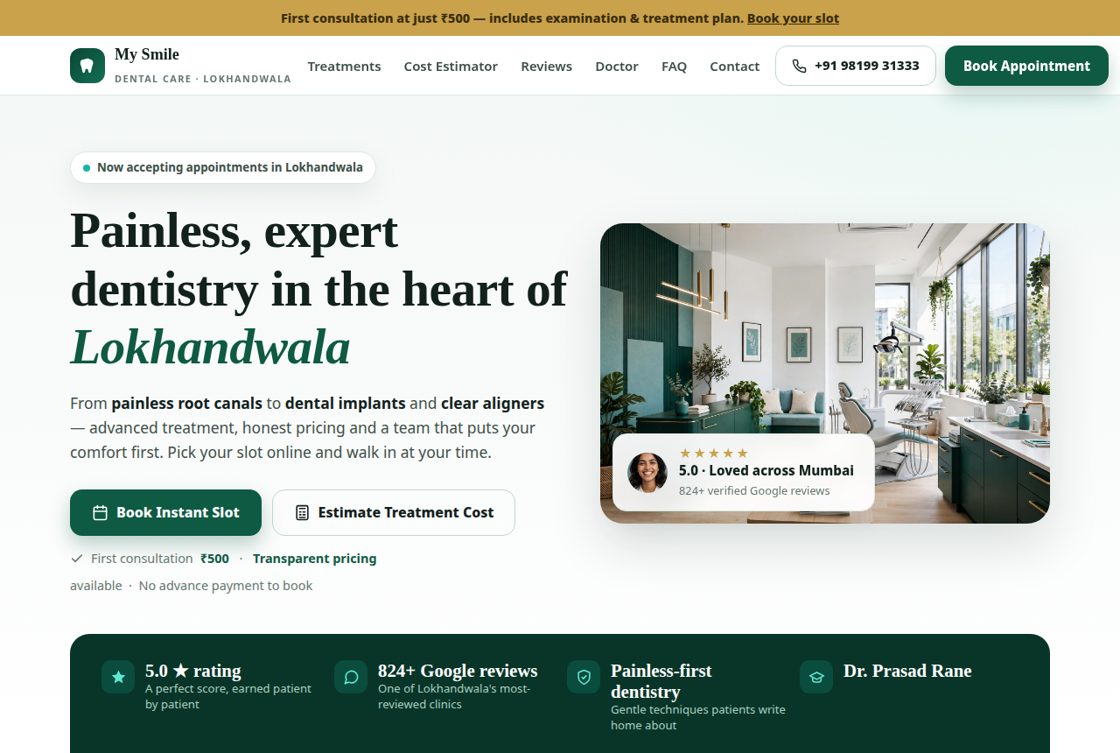 First consultation at just ₹500 — includes examination & treatment plan. Book your slot
My Smile
DENTAL CARE · LOKHANDWALA
Treatments
Cost Estimator
Reviews
Doctor
FAQ
Contact
+91 98199 31333
Book Appointment
Now accepting appointments in Lokhandwala
Painless, expert
dentistry in the heart of
Lokhandwala
From painless root canals to dental implants and clear aligners
— advanced treatment, honest pricing and a team that puts your
comfort first. Pick your slot online and walk in at your time.
★★★★★
5.0 · Loved across Mumbai
824+ verified Google reviews
Book Instant Slot
Estimate Treatment Cost
First consultation ₹500 · Transparent pricing
available · No advance payment to book
5.0 ★ rating
A perfect score, earned patient
by patient
824+ Google reviews
One of Lokhandwala's most-
reviewed clinics
Painless-first
dentistry
Gentle techniques patients write
home about
Dr. Prasad Rane